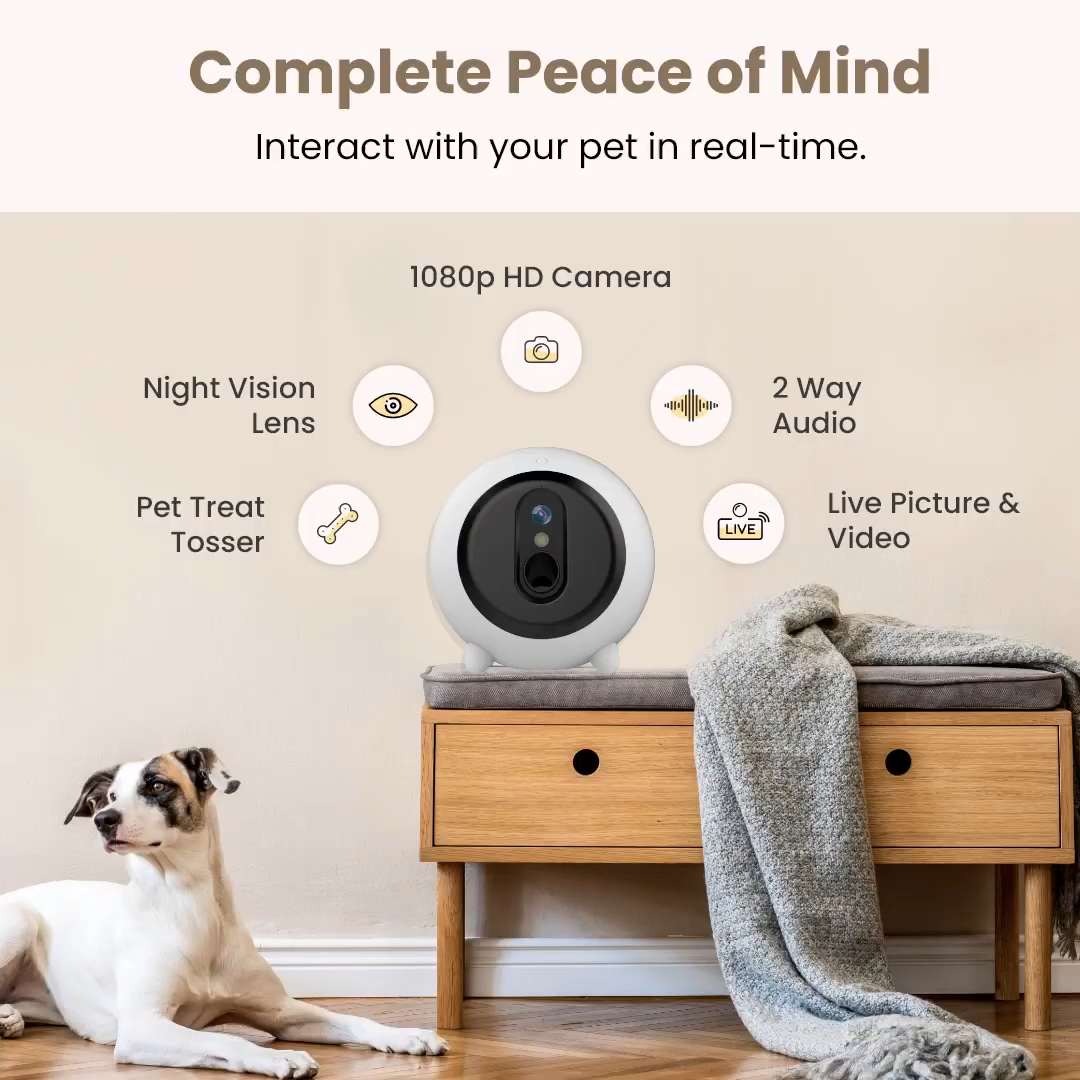 Complete Peace of Mind
Interact with your pet in real-time.
1080p HD Camera
Night Vision
Lens
2 Way
Audio
Pet Treat
Tosser
LIVE
Live Picture &
Video